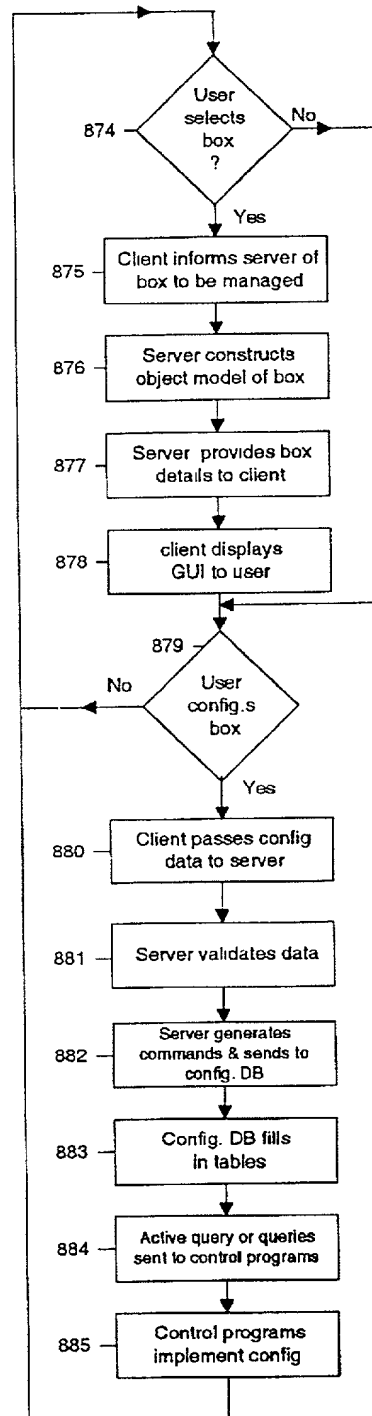 User
selects
box
?
874
No
Yes
875
Client informs server of
box to be managed
876
Server constructs
object model of box
877
Server provides box
details to client
878
client displays
GUI to user
879
User
config.s
box
No
Yes
880
Client passes config
data to server
881
Server validates data
882
Server generates
commands & sends to
config. DB
883
Config. DB fills
in tables
884
Active query or queries
sent to control programs
885
Control programs
implement config